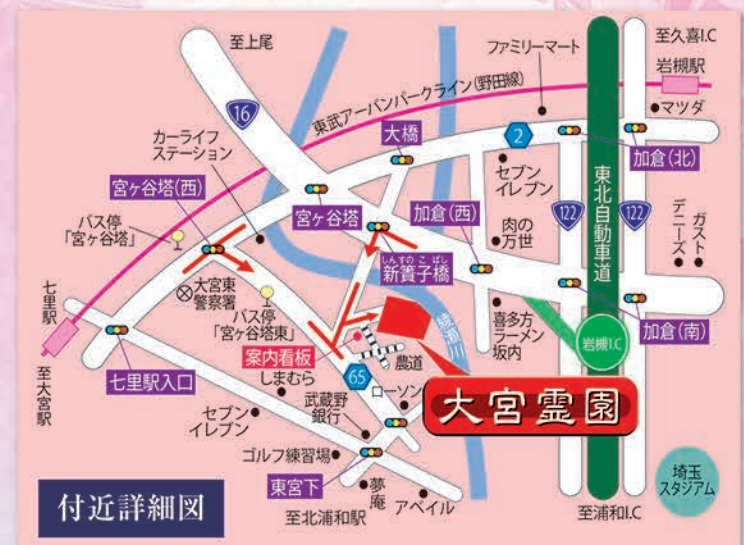 至上尾
ファミリーマート
至久喜I.C
岩槻駅
マツダ
東武アーバンパークライン(野田線)
16
大橋
2
カーライフ
ステーション
セブン
イレブン
加倉(北)
東北自動車道
宮ヶ谷塔(西)
宮ヶ谷塔
加倉(西)
122
122
デニーズ
ガスト
バス停
「宮ヶ谷塔」
肉の
万世
しんすのこばし
新簀子橋
大宮東
警察署
七里駅
バス停
「宮ヶ谷塔東」
綾瀬川
喜多方
ラーメン
坂内
岩槻I.C
加倉(南)
案内看板
農道
七里駅入口
至大宮駅
しまむら
65
武蔵野
銀行
ローソン
大宮霊園
セブン
イレブン
ゴルフ練習場
東宮下
夢庵
アベイル
埼玉
スタジアム
付近詳細図
至北浦和駅
至浦和I.C